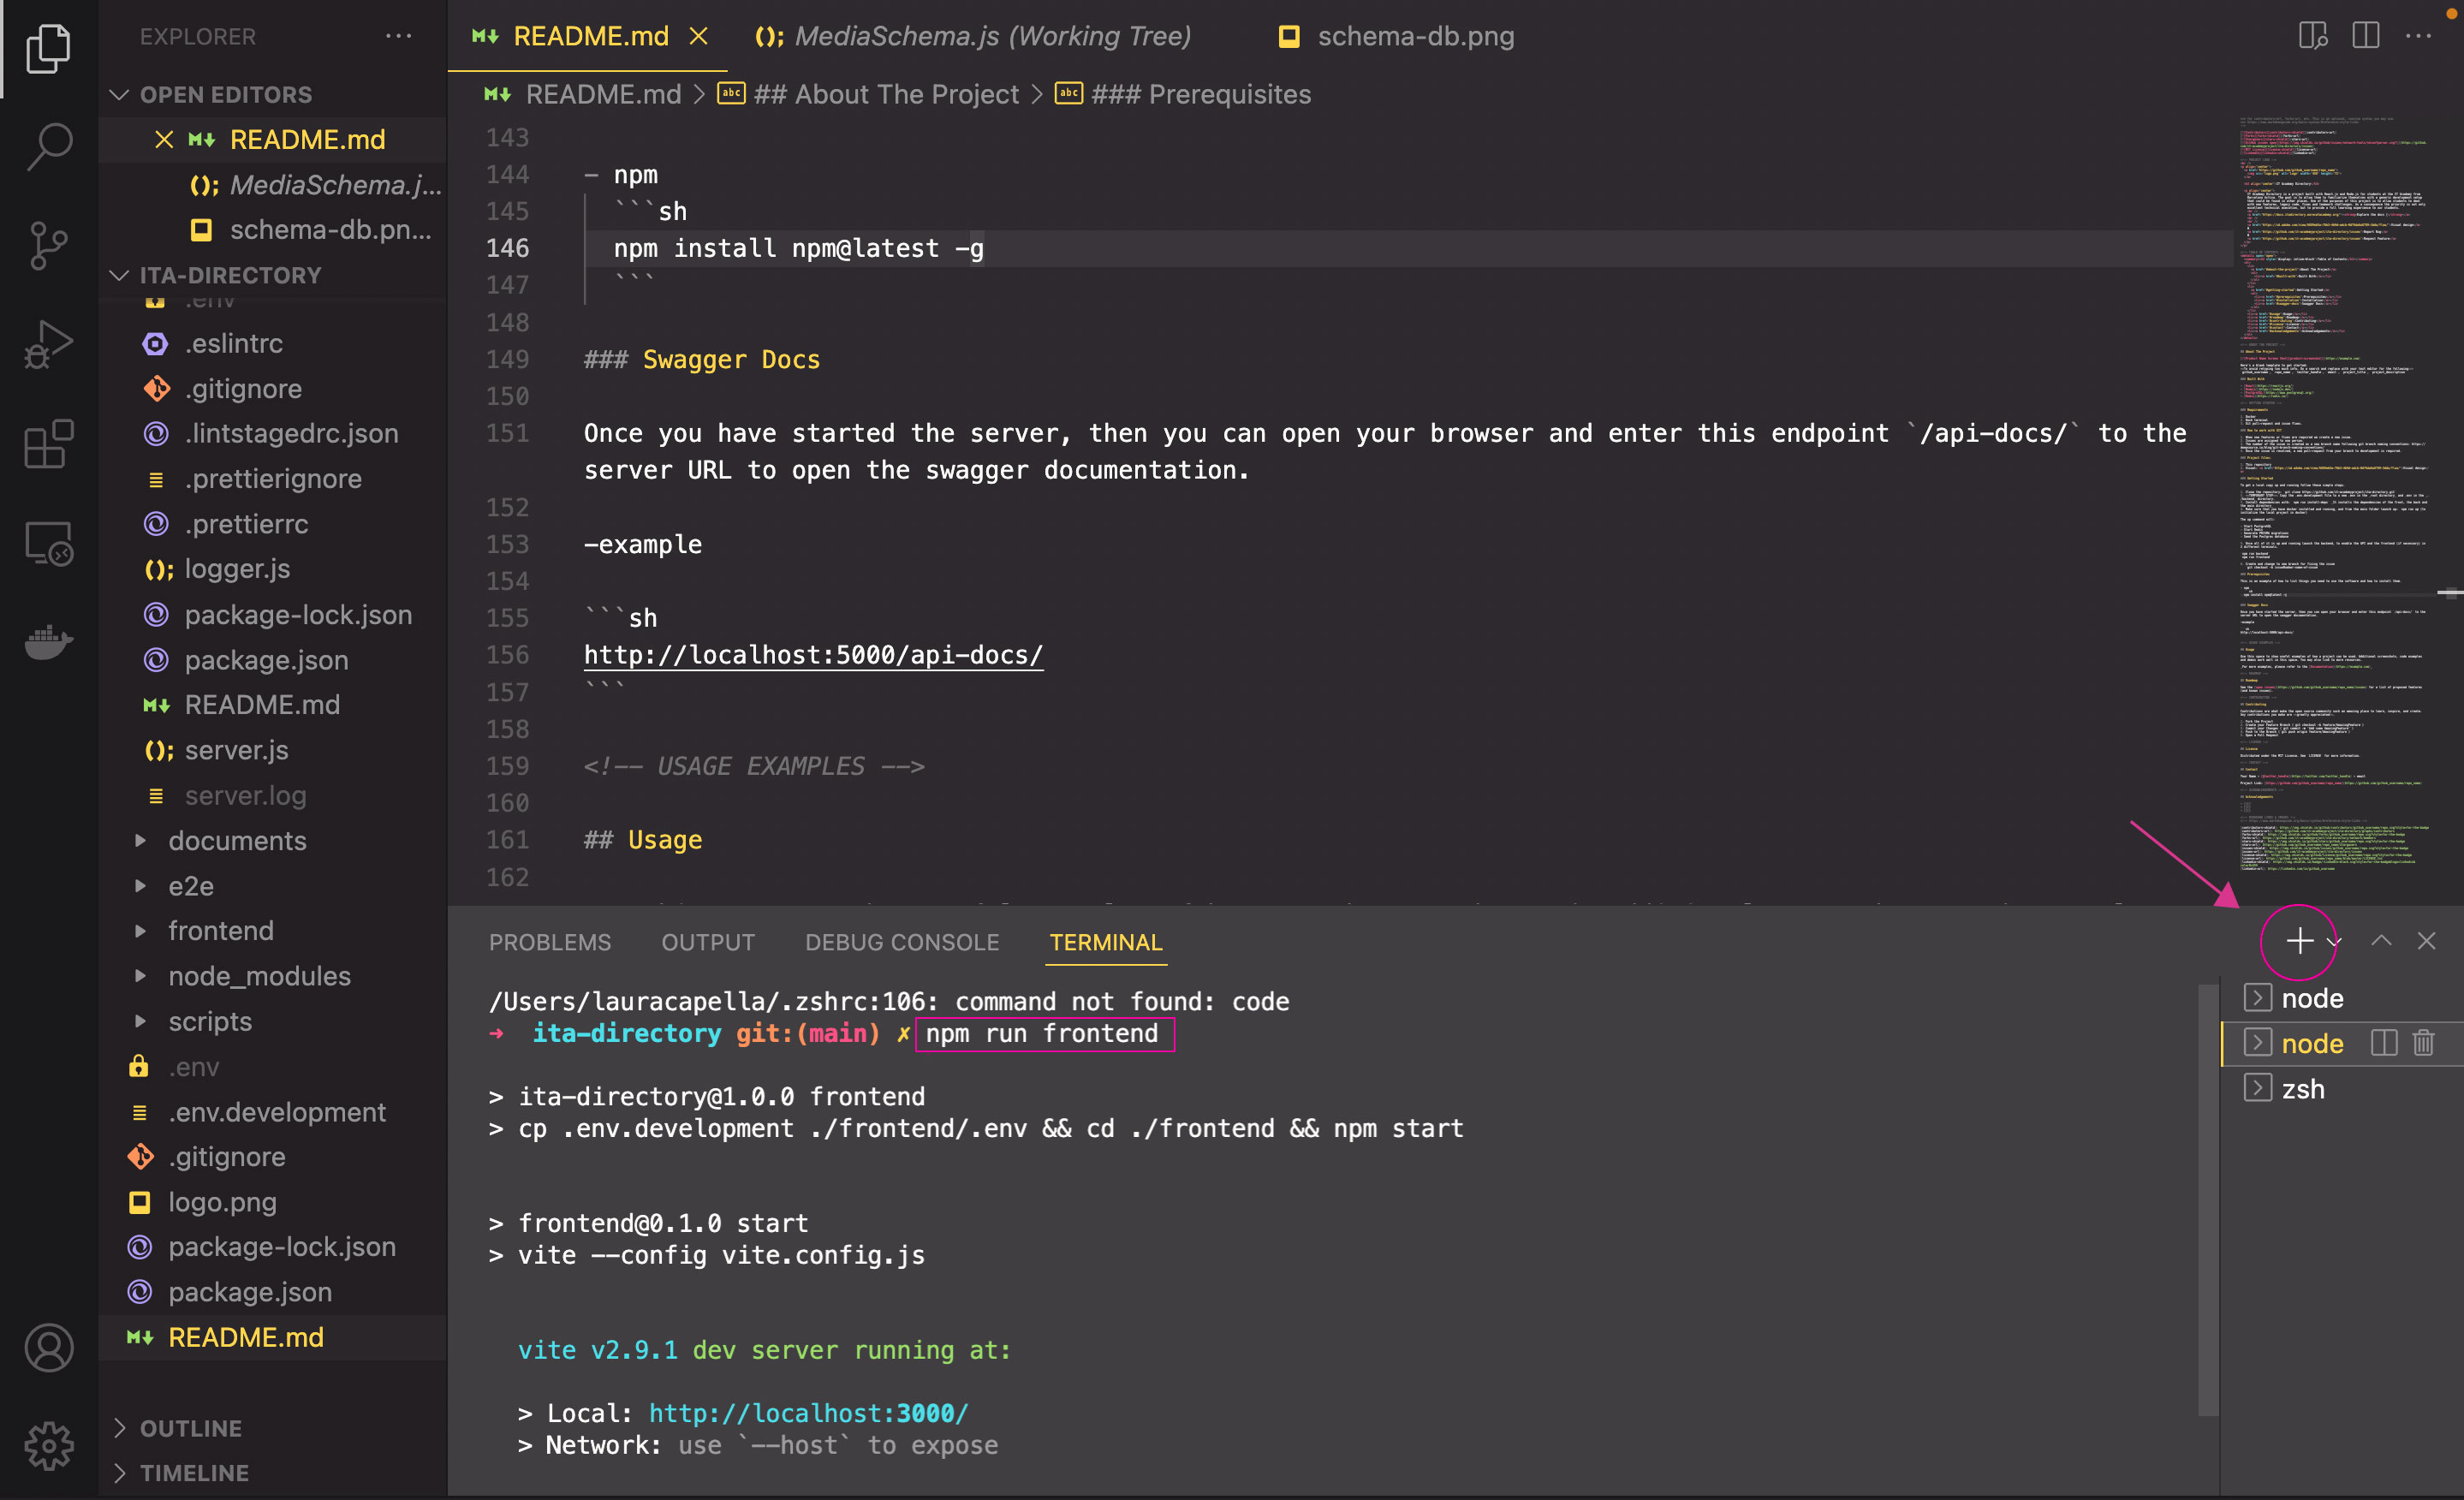 EXPLORER
OPEN EDITORS
README.md
MediaSchema.j...
schema-db.pn...
ITA-DIRECTORY
.env
.eslintrc
.gitignore
.lintstagedrc.json
.prettierignore
.prettierrc
logger.js
package-lock.json
package.json
README.md
server.js
server.log
documents
e2e
frontend
node_modules
scripts
.env
.env.development
.gitignore
logo.png
package-lock.json
package.json
README.md
OUTLINE
TIMELINE
README.md
MediaSchema.js (Working Tree)
schema-db.png
README.md > ## About The Project > ### Prerequisites
143
144 - npm
145 ```sh
146 npm install npm@latest -g
147 ```
148
149 ### Swagger Docs
150
151 Once you have started the server, then you can open your browser and enter this endpoint `/api-docs/` to the
server URL to open the swagger documentation.
152
153 -example
154
155 ```sh
156 http://localhost:5000/api-docs/
157 ```
158
159 <!-- USAGE EXAMPLES -->
160
161 ## Usage
162
PROBLEMS OUTPUT DEBUG CONSOLE TERMINAL
/Users/lauracapella/.zshrc:106: command not found: code
→ ita-directory git:(main) ✗ npm run frontend
> ita-directory@1.0.0 frontend
> cp .env.development ./frontend/.env && cd ./frontend && npm start
> frontend@0.1.0 start
> vite --config vite.config.js
vite v2.9.1 dev server running at:
> Local: http://localhost:3000/
> Network: use `--host` to expose
node
node
zsh